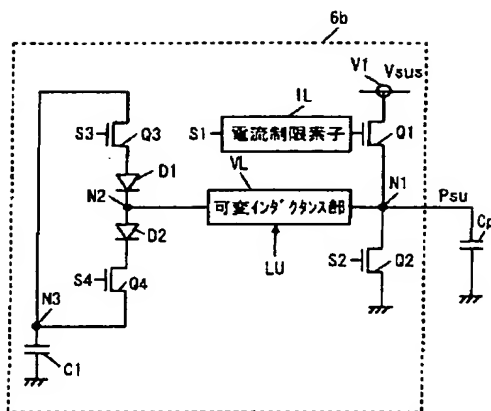 6b
V1 Vsus
IL
S1 電流制限素子 Q1
S3 Q3
D1
VL
N2 可変インダクタンス部 N1 Psu
Cp
D2
LU
S2 Q2
S4 Q4
N3
C1